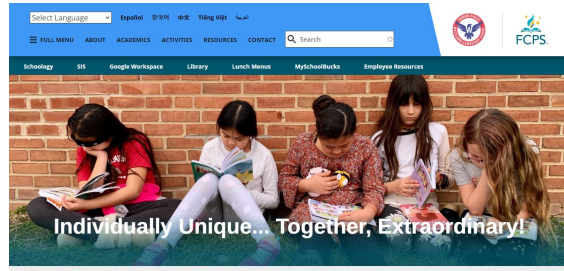 Select Language
Español 한국어 中文 Tiếng Việt العربية
FULL MENU ABOUT ACADEMICS ACTIVITIES RESOURCES CONTACT Search
FCPS
Schoology SIS Google Workspace Library Lunch Menus MySchoolBucks Employee Resources
Individually Unique... Together, Extraordinary!